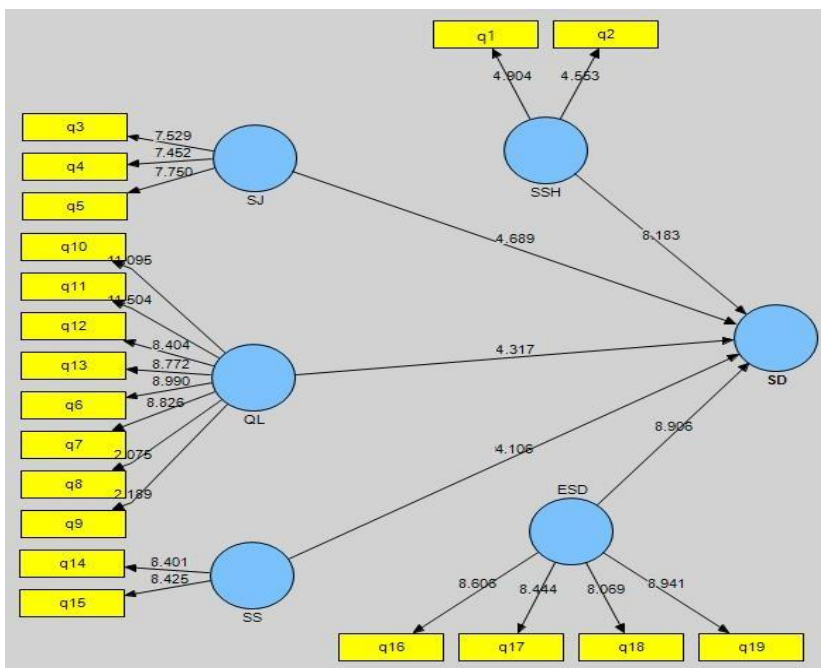 q1
q2
4.904
4.553
q3
7.529
q4
7.452
q5
7.750
SJ
SSH
4.689
8.183
q10
11.095
q11
11.504
q12
8.404
q13
8.772
q6
8.990
q7
8.826
q8
2.075
q9
2.189
QL
4.317
SD
q14
8.401
q15
8.425
SS
4.106
8.906
ESD
8.606
8.444
8.069
8.941
q16
q17
q18
q19